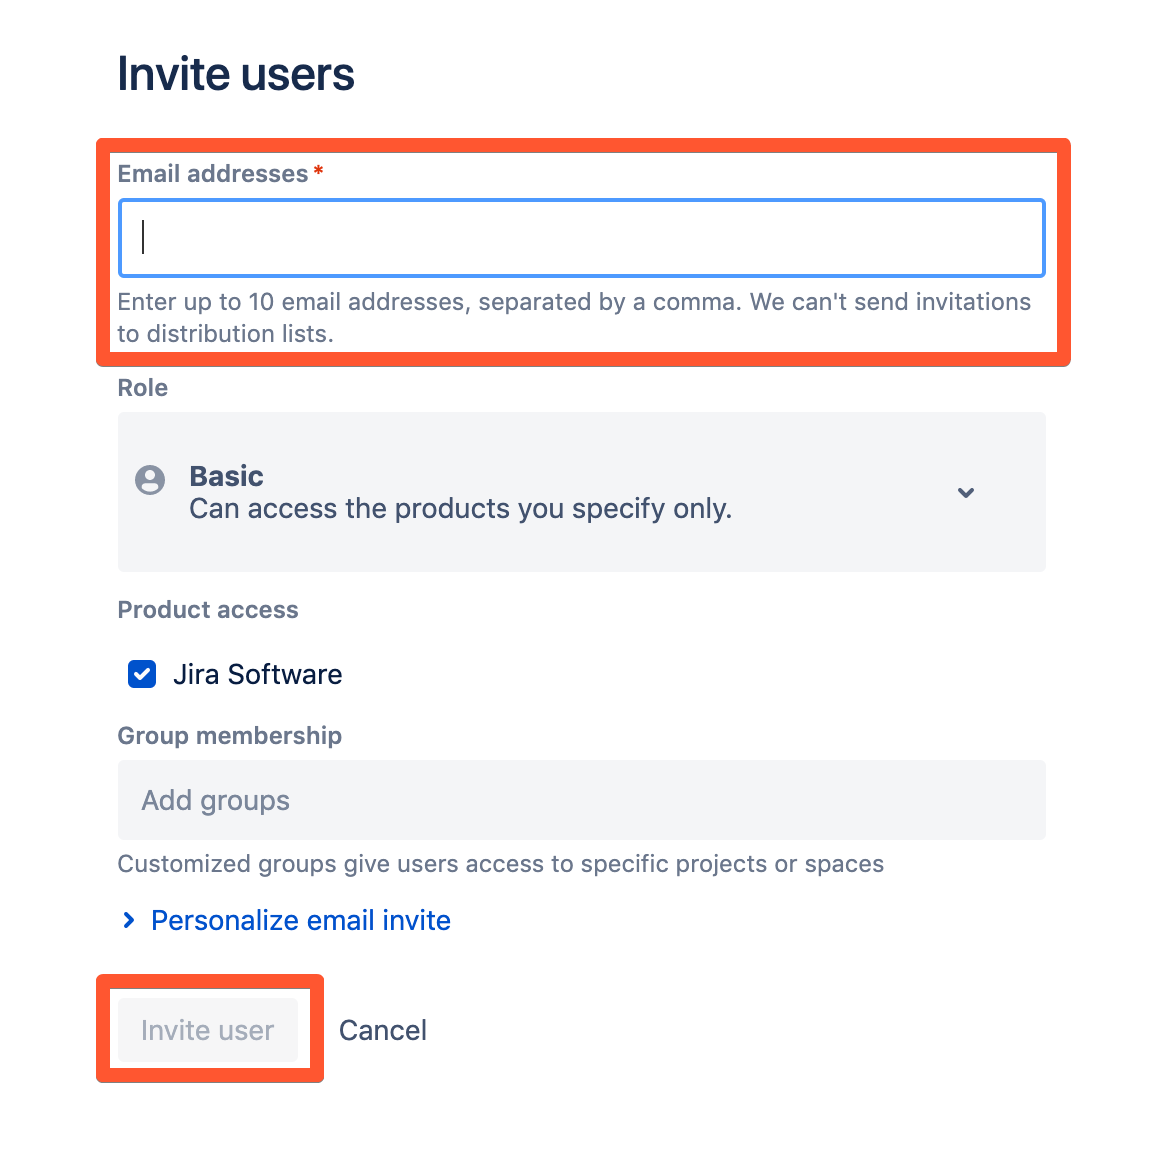 Invite users
Email addresses *
Enter up to 10 email addresses, separated by a comma. We can't send invitations
to distribution lists.
Role
Basic
Can access the products you specify only.
Product access
Jira Software
Group membership
Add groups
Customized groups give users access to specific projects or spaces
Personalize email invite
Invite user Cancel